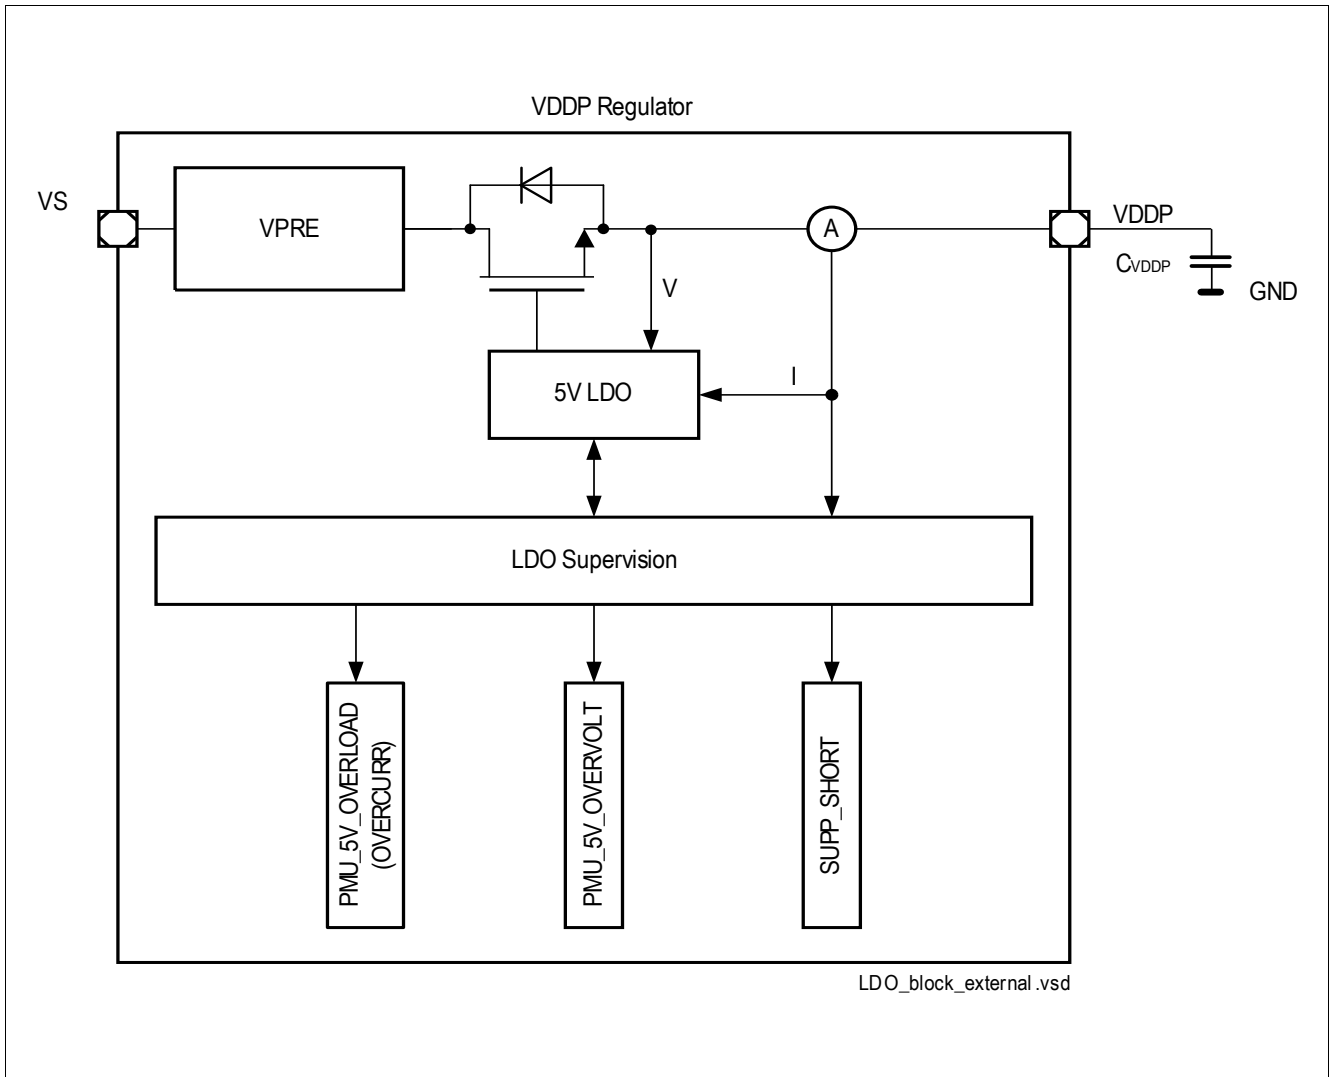 VDDP Regulator
VS
VPRE
A
VDDP
CVDDP
GND
V
5V LDO
I
LDO Supervision
PMU_5V_OVERLOAD
(OVERCURR)
PMU_5V_OVERVOLT
SUPP_SHORT
LDO_block_external.vsd